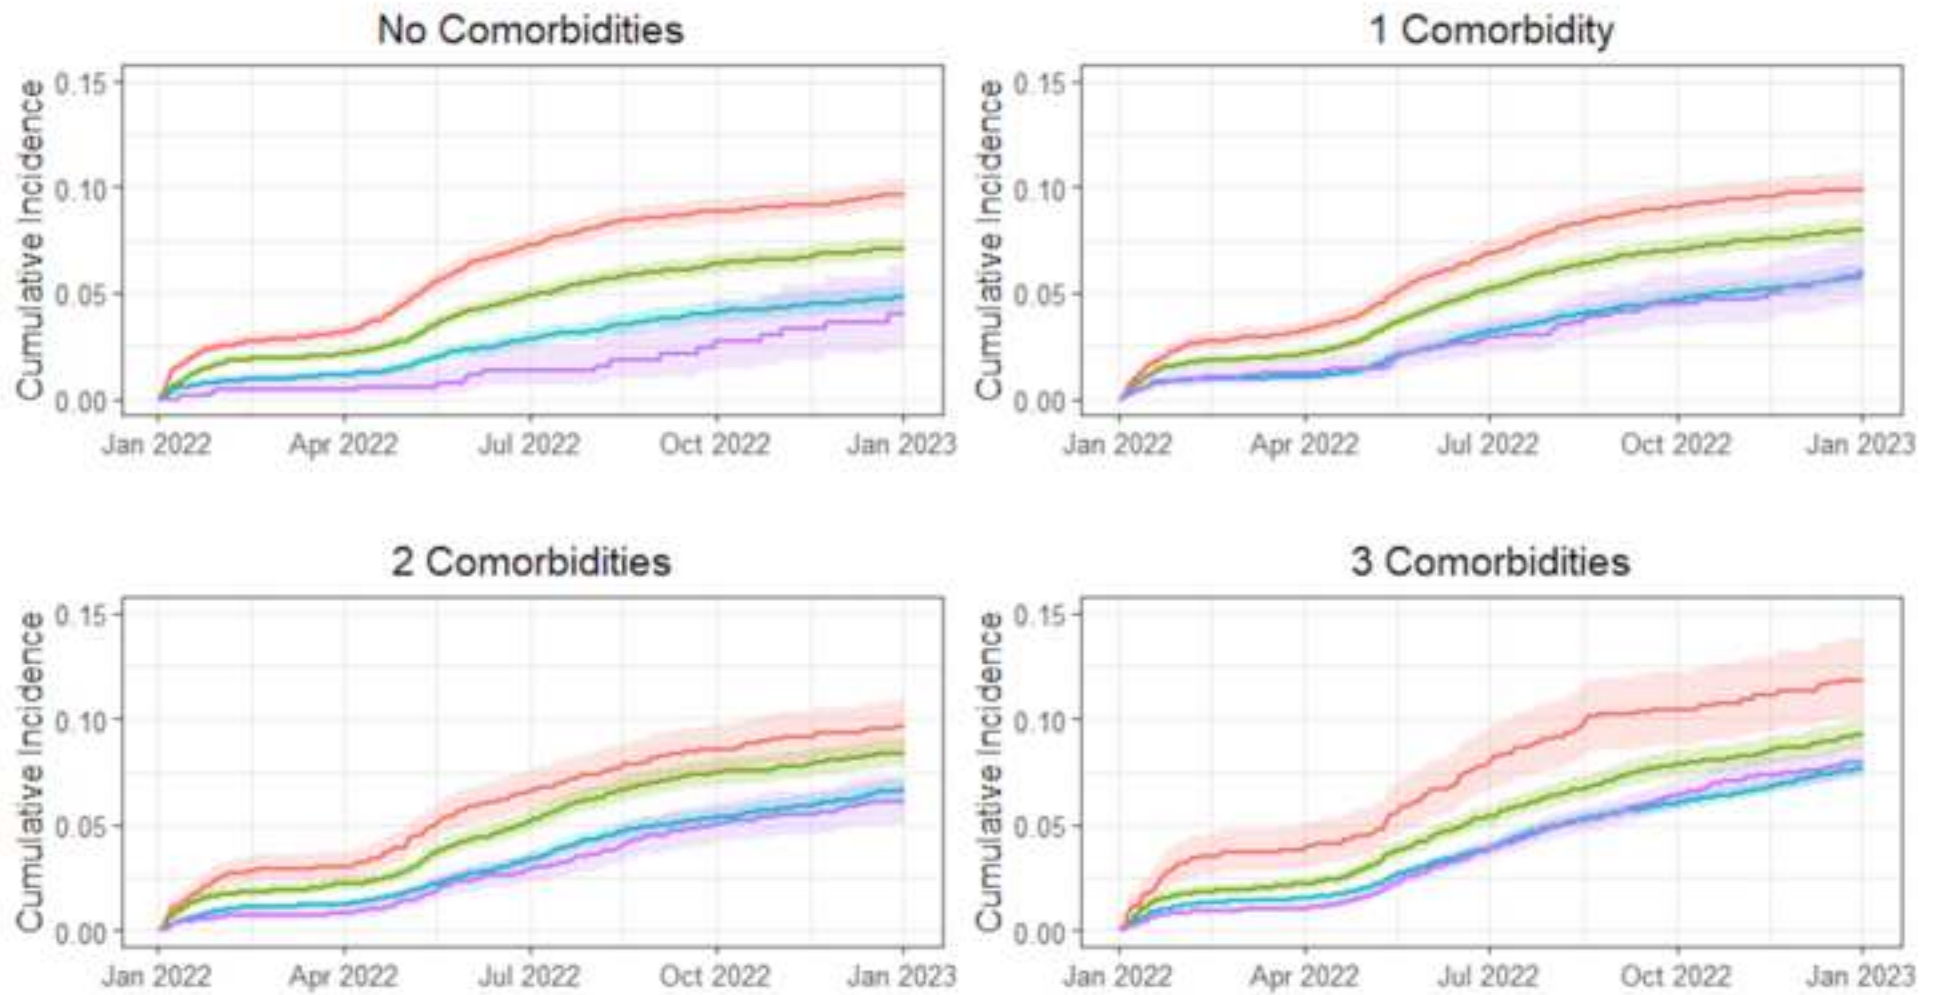 No Comorbidities
Cumulative Incidence
0.15
0.10
0.05
0.00
Jan 2022 Apr 2022 Jul 2022 Oct 2022 Jan 2023
1 Comorbidity
Cumulative Incidence
0.15
0.10
0.05
0.00
Jan 2022 Apr 2022 Jul 2022 Oct 2022 Jan 2023
2 Comorbidities
Cumulative Incidence
0.15
0.10
0.05
0.00
Jan 2022 Apr 2022 Jul 2022 Oct 2022 Jan 2023
3 Comorbidities
Cumulative Incidence
0.15
0.10
0.05
0.00
Jan 2022 Apr 2022 Jul 2022 Oct 2022 Jan 2023